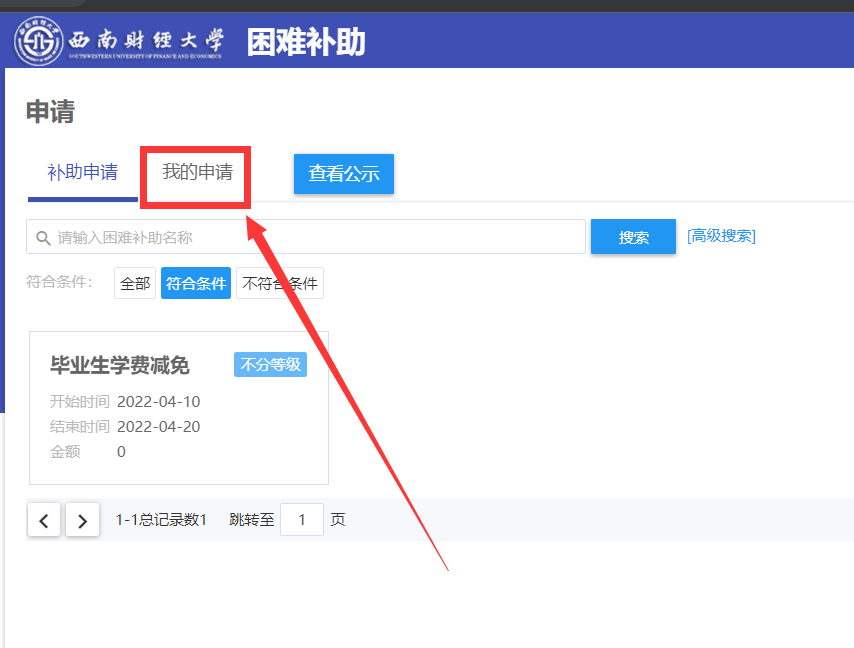 西南财经大学
SOUTHWESTERN UNIVERSITY OF FINANCE AND ECONOMICS
困难补助
申请
补助申请 我的申请 查看公示
请输入困难补助名称 搜索 [高级搜索]
符合条件： 全部 符合条件 不符合条件
毕业生学费减免 不分等级
开始时间 2022-04-10
结束时间 2022-04-20
金额 0
1-1总记录数1 跳转至 1 页